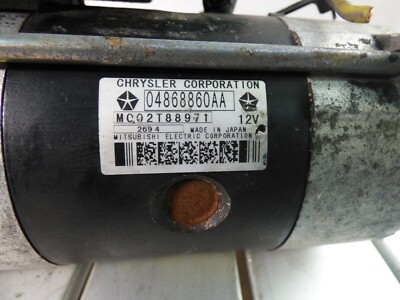 CHRYSLER CORPORATION
04868860AA
MC02T88971 12V
2694 MADE IN JAPAN
MITSUBISHI ELECTRIC CORPORATION